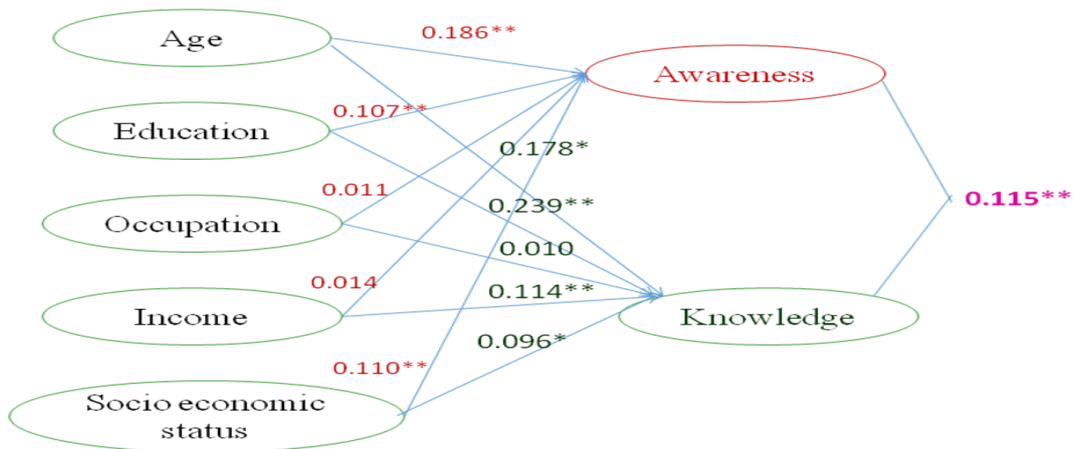 Age
0.186**
Awareness
0.107**
Education
0.178*
0.011
0.115**
0.239**
Occupation
0.010
0.014
0.114**
Income
Knowledge
0.096*
0.110**
Socio economic
status